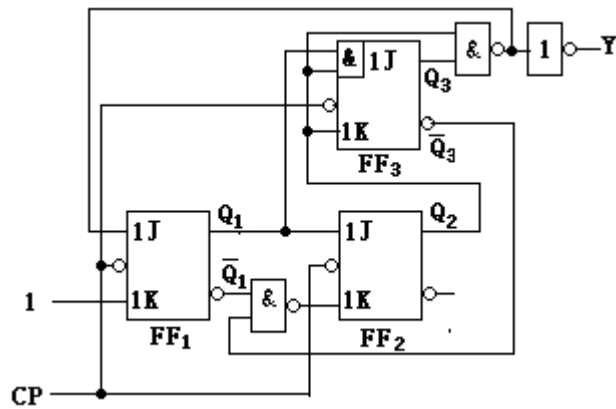 & 1 Y
& 1J Q₃
1K Q̅₃
FF₃
Q₁ Q₂
1J 1J
Q̅₁
&
1 1K 1K
FF₁ FF₂
CP